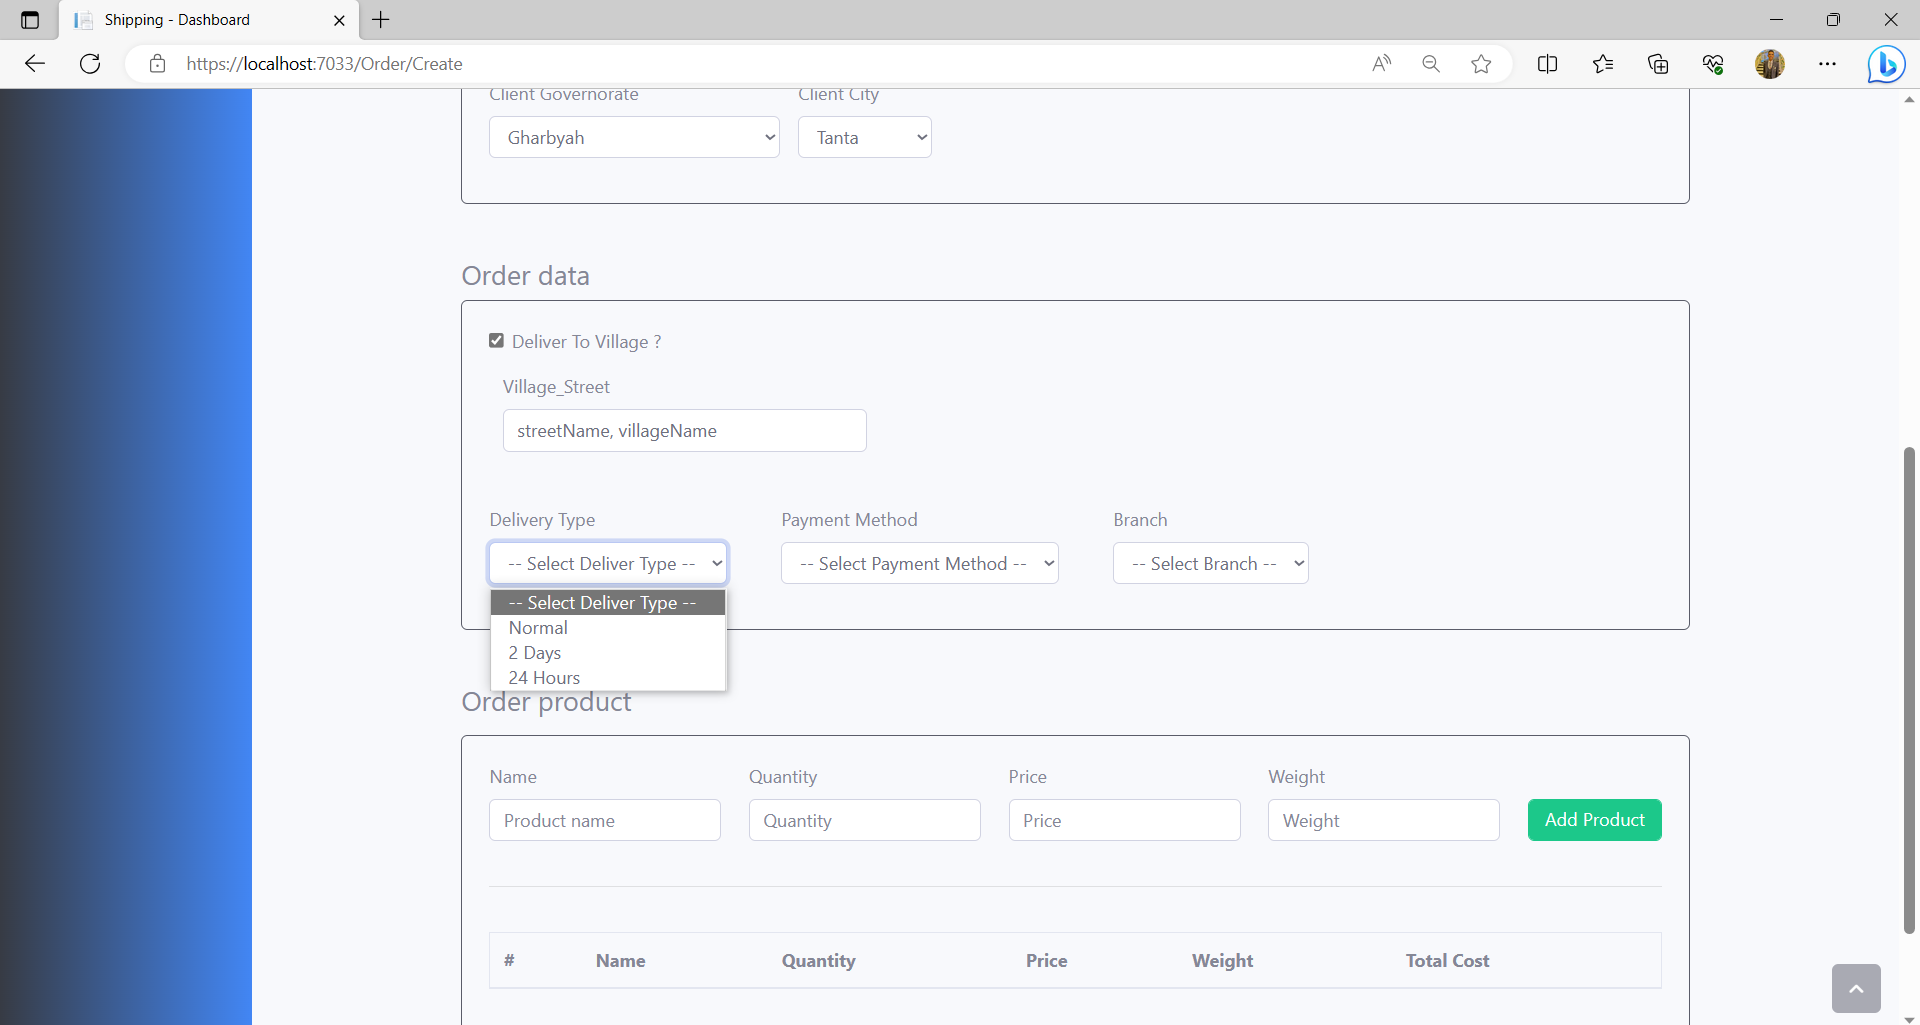 Shipping - Dashboard
https://localhost:7033/Order/Create
Client Governorate
Client City
Gharbyah
Tanta
Order data
Deliver To Village ?
Village_Street
streetName, villageName
Delivery Type
Payment Method
Branch
-- Select Deliver Type --
-- Select Payment Method --
-- Select Branch --
-- Select Deliver Type --
Normal
2 Days
24 Hours
Order product
Name
Quantity
Price
Weight
Product name
Quantity
Price
Weight
Add Product
# Name Quantity Price Weight Total Cost